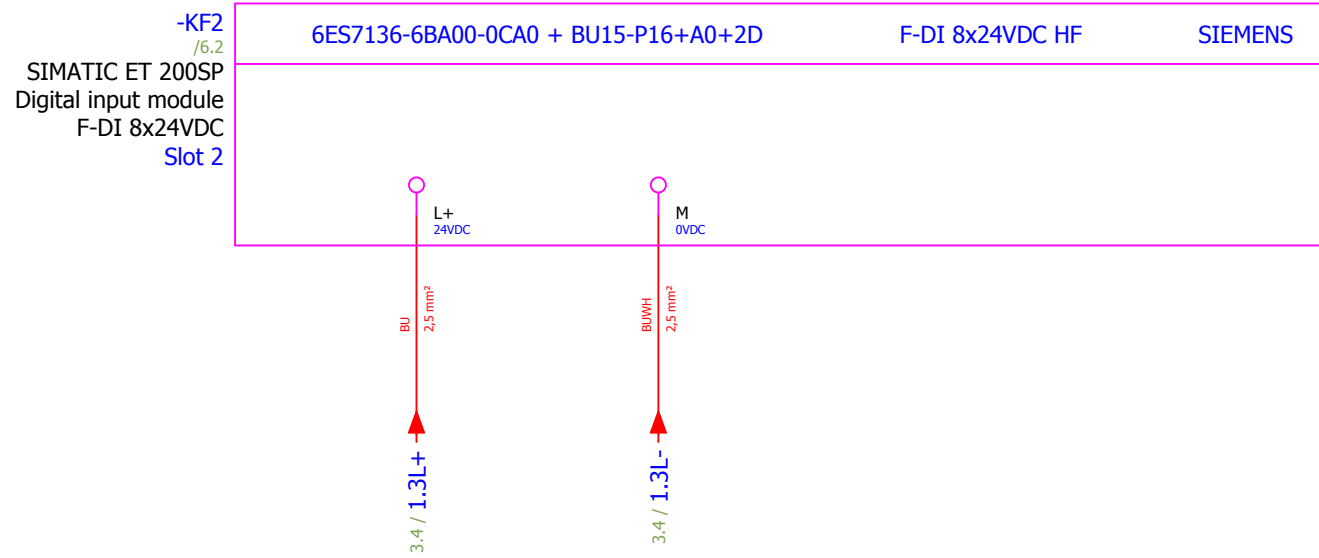 -KF2
/6.2
SIMATIC ET 200SP
Digital input module
F-DI 8x24VDC
Slot 2
6ES7136-6BA00-0CA0 + BU15-P16+A0+2D F-DI 8x24VDC HF SIEMENS
L+
24VDC
M
0VDC
BU
2,5 mm²
BUWH
2,5 mm²
3.4 / 1.3L+
3.4 / 1.3L-